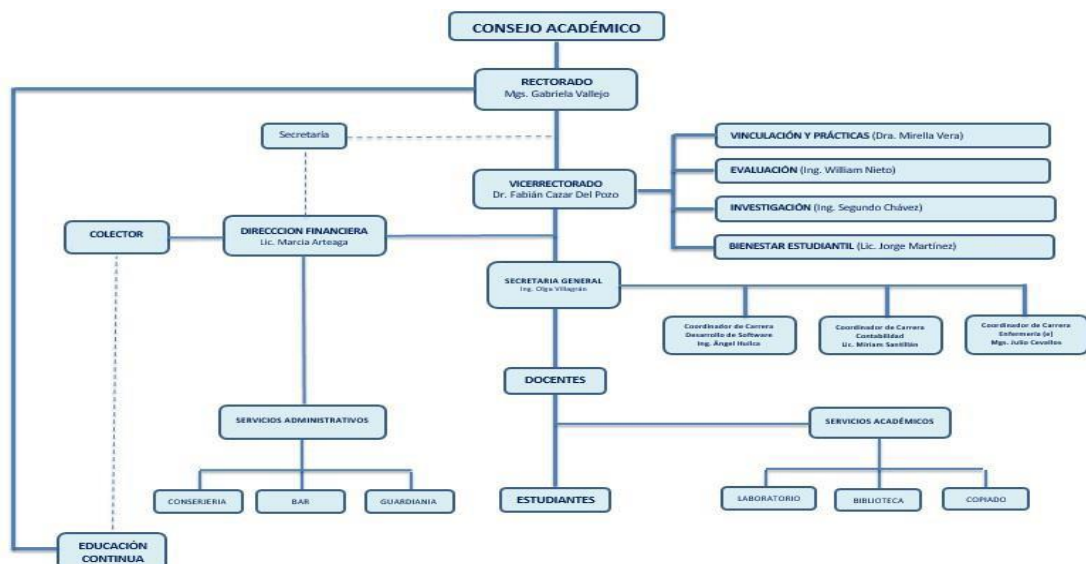 CONSEJO ACADÉMICO
RECTORADO
Mgs. Gabriela Vallejo
Secretaría
VINCULACIÓN Y PRÁCTICAS (Dra. Mirella Vera)
EVALUACIÓN (Ing. William Nieto)
INVESTIGACIÓN (Ing. Segundo Chávez)
BIENESTAR ESTUDIANTIL (Lic. Jorge Martínez)
VICERRECTORADO
Dr. Fabián Cazar Del Pozo
COLECTOR
DIRECCCION FINANCIERA
Lic. Marcia Arteaga
SECRETARIA GENERAL
Ing. Olga Villagrán
Coordinador de Carrera
Desarrollo de Software
Ing. Ángel Huilca
Coordinador de Carrera
Contabilidad
Lic. Miriam Santillán
Coordinador de Carrera
Enfermería (e)
Mgs. Julio Cevallos
DOCENTES
SERVICIOS ADMINISTRATIVOS
SERVICIOS ACADÉMICOS
CONSERJERIA
BAR
GUARDIANIA
ESTUDIANTES
LABORATORIO
BIBLIOTECA
COPIADO
EDUCACIÓN
CONTINUA